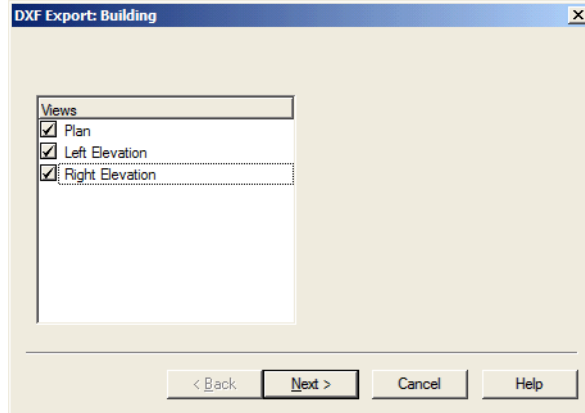 DXF Export: Building
Views
Plan
Left Elevation
Right Elevation
< Back Next > Cancel Help